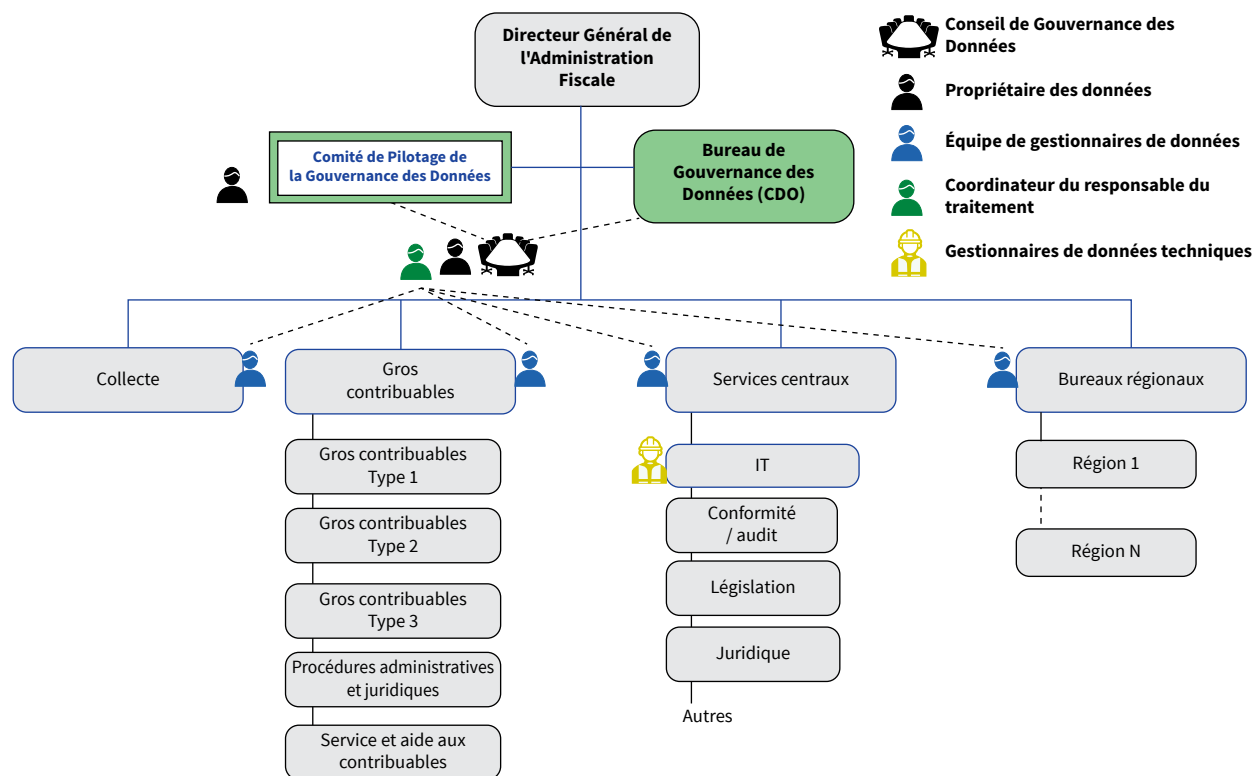 Directeur Général de
l'Administration
Fiscale
Conseil de Gouvernance des
Données
Propriétaire des données
Équipe de gestionnaires de données
Coordinateur du responsable du
traitement
Gestionnaires de données techniques
Comité de Pilotage de
la Gouvernance des Données
Bureau de
Gouvernance des
Données (CDO)
Collecte
Gros
contribuables
Services centraux
Bureaux régionaux
Gros contribuables
Type 1
Gros contribuables
Type 2
Gros contribuables
Type 3
Procédures administratives
et juridiques
Service et aide aux
contribuables
IT
Conformité
/ audit
Législation
Juridique
Autres
Région 1
Région N